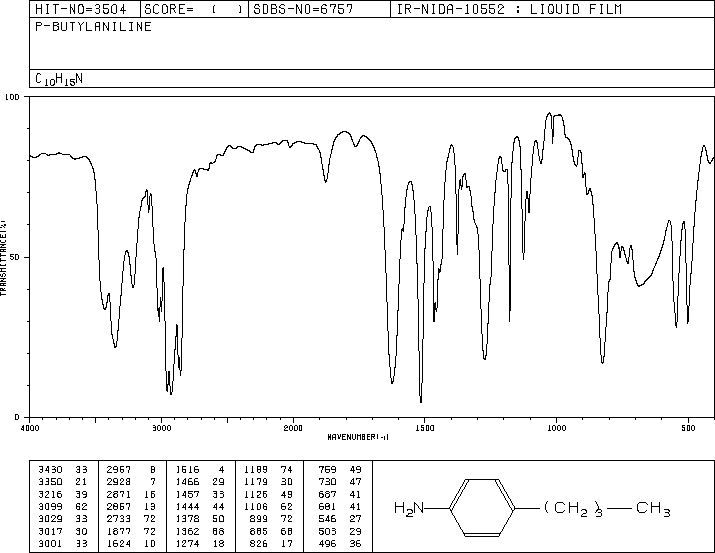 HIT-NO=3504 SCORE= ( ) SDBS-NO=6757 IR-NIDA-10552 : LIQUID FILM
P-BUTYLANILINE
C10H15N
100
50
0
TRANSMITTANCE(%)
4000 3000 2000 1500 1000 500
WAVENUMBER(-1)
3430 33 2957 8 1516 4 1189 74 759 49
3350 21 2928 7 1466 29 1179 30 730 47
3216 39 2871 16 1457 33 1126 49 687 41
3099 62 2857 13 1444 44 1106 62 681 41
3029 33 2733 72 1378 50 899 72 546 27
3017 30 1877 72 1362 68 885 68 503 29
3001 33 1624 10 1274 18 826 17 496 36
H2N (CH2)3 CH3